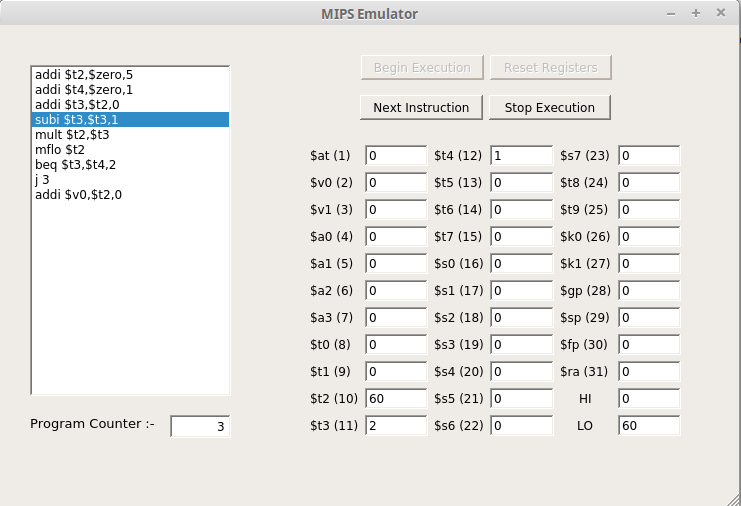 MIPS Emulator
addi $t2,$zero,5
addi $t4,$zero,1
addi $t3,$t2,0
subi $t3,$t3,1
mult $t2,$t3
mflo $t2
beq $t3,$t4,2
j 3
addi $v0,$t2,0
Program Counter :- 3
Begin Execution Reset Registers
Next Instruction Stop Execution
$at (1) 0 $t4 (12) 1 $s7 (23) 0
$v0 (2) 0 $t5 (13) 0 $t8 (24) 0
$v1 (3) 0 $t6 (14) 0 $t9 (25) 0
$a0 (4) 0 $t7 (15) 0 $k0 (26) 0
$a1 (5) 0 $s0 (16) 0 $k1 (27) 0
$a2 (6) 0 $s1 (17) 0 $gp (28) 0
$a3 (7) 0 $s2 (18) 0 $sp (29) 0
$t0 (8) 0 $s3 (19) 0 $fp (30) 0
$t1 (9) 0 $s4 (20) 0 $ra (31) 0
$t2 (10) 60 $s5 (21) 0 HI 0
$t3 (11) 2 $s6 (22) 0 LO 60